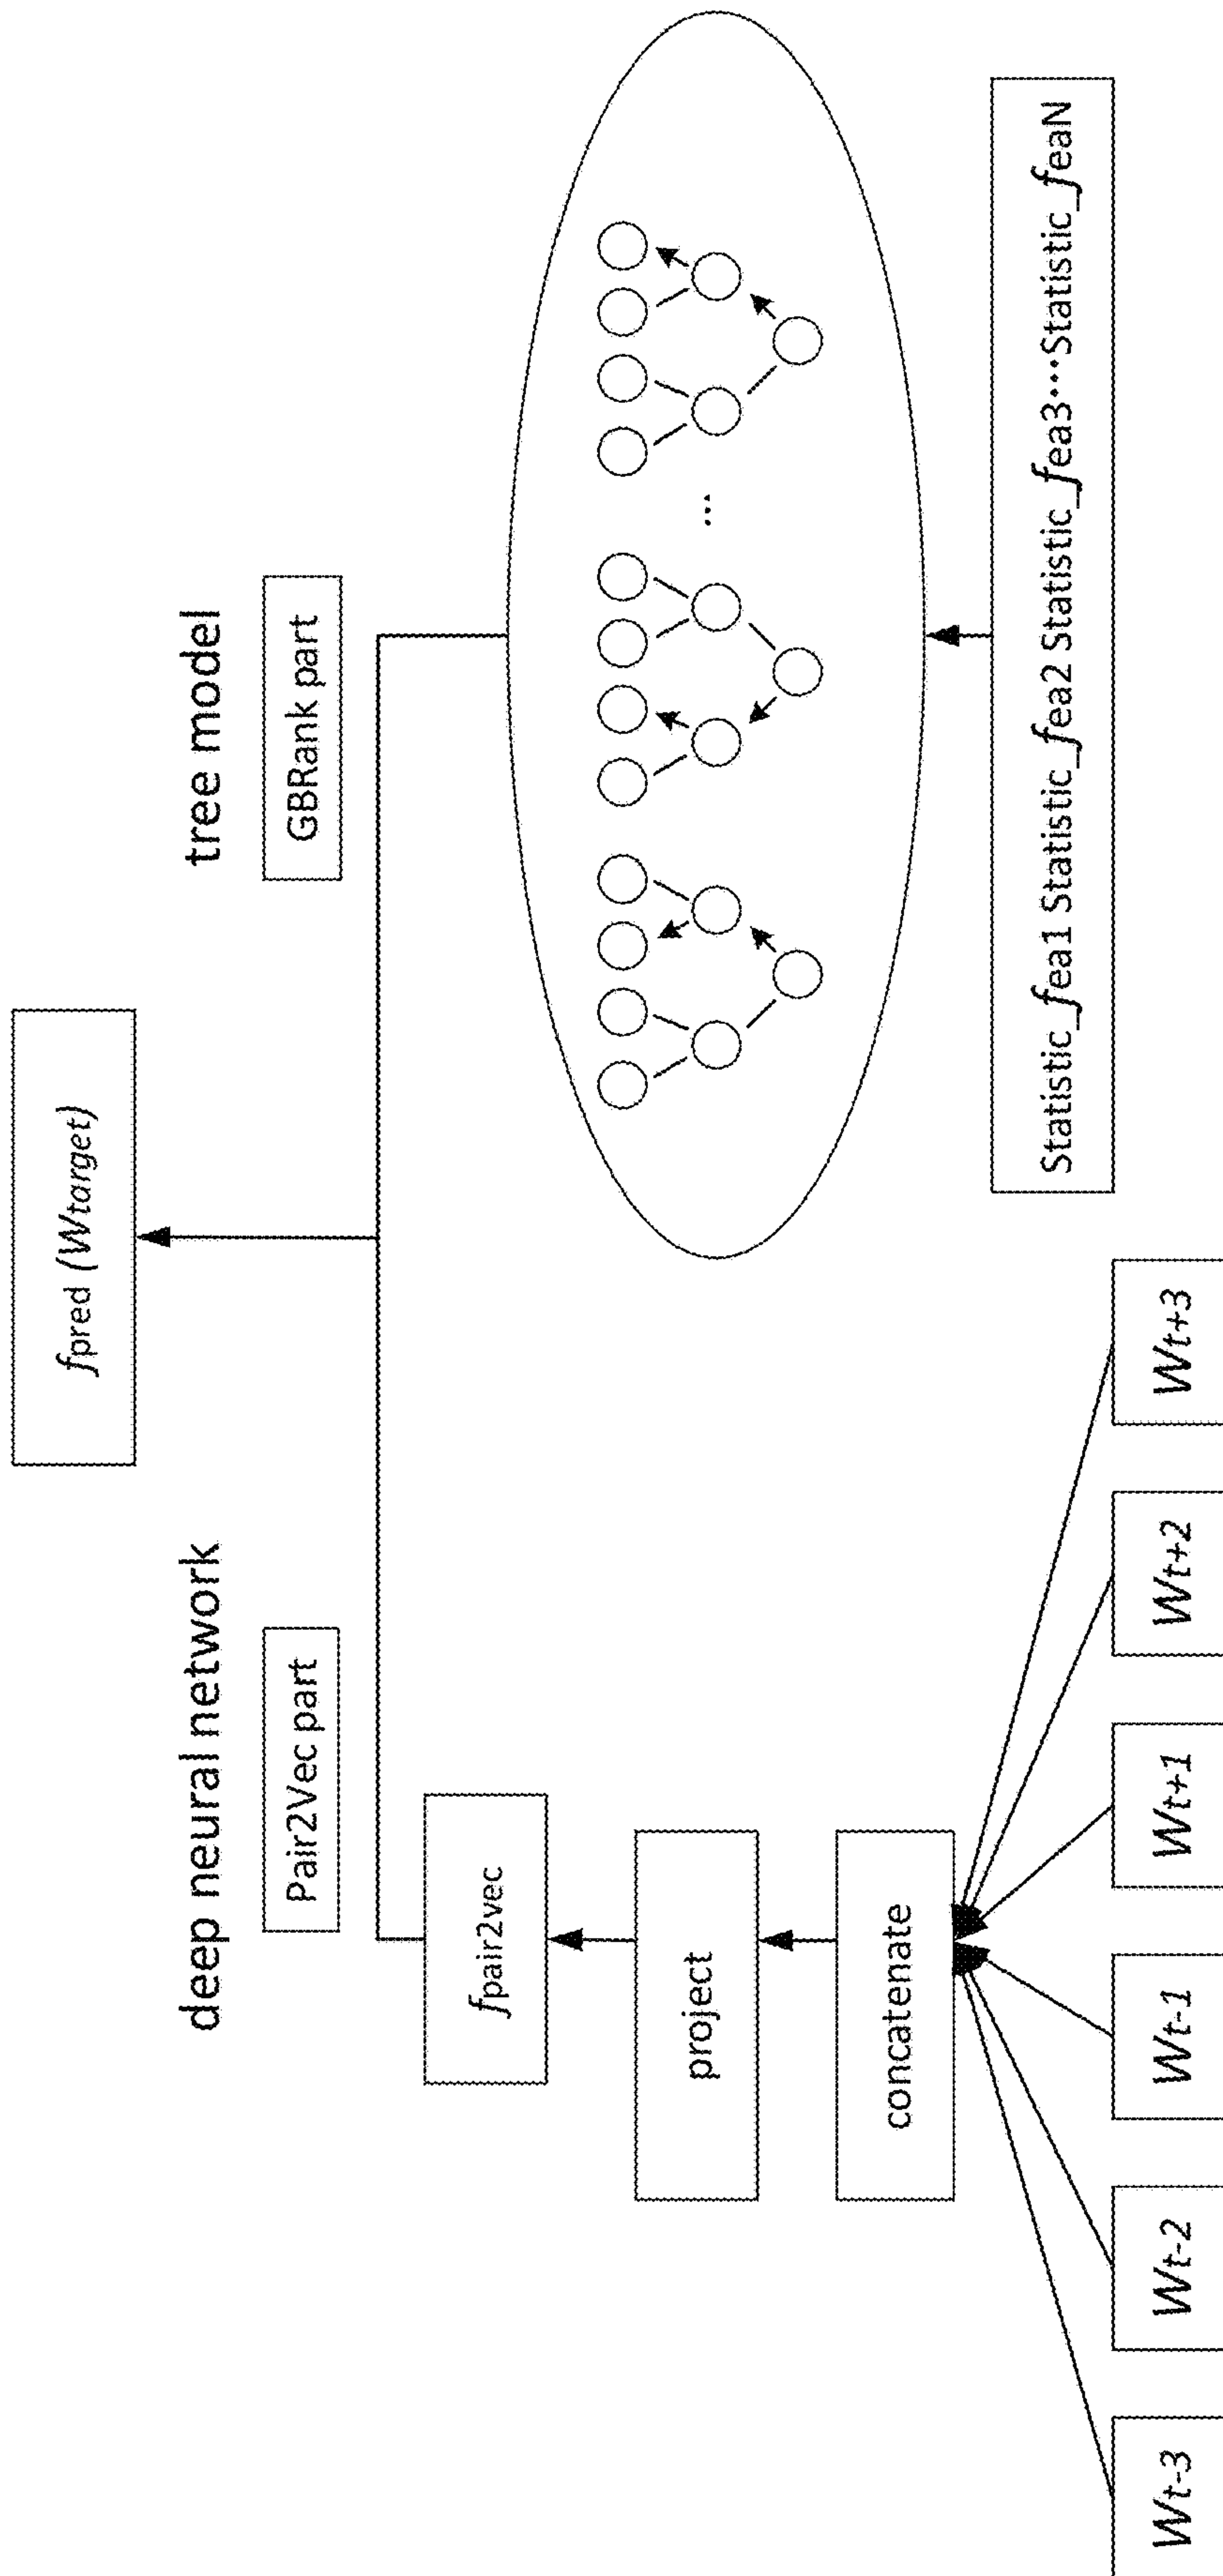 fpred (Wtarget)
deep neural network
tree model
Pair2Vec part
GBRank part
fpair2vec
project
...
concatenate
Statistic_fea1 Statistic_fea2 Statistic_fea3···Statistic_feaN
Wt-3
Wt-2
Wt-1
Wt+1
Wt+2
Wt+3